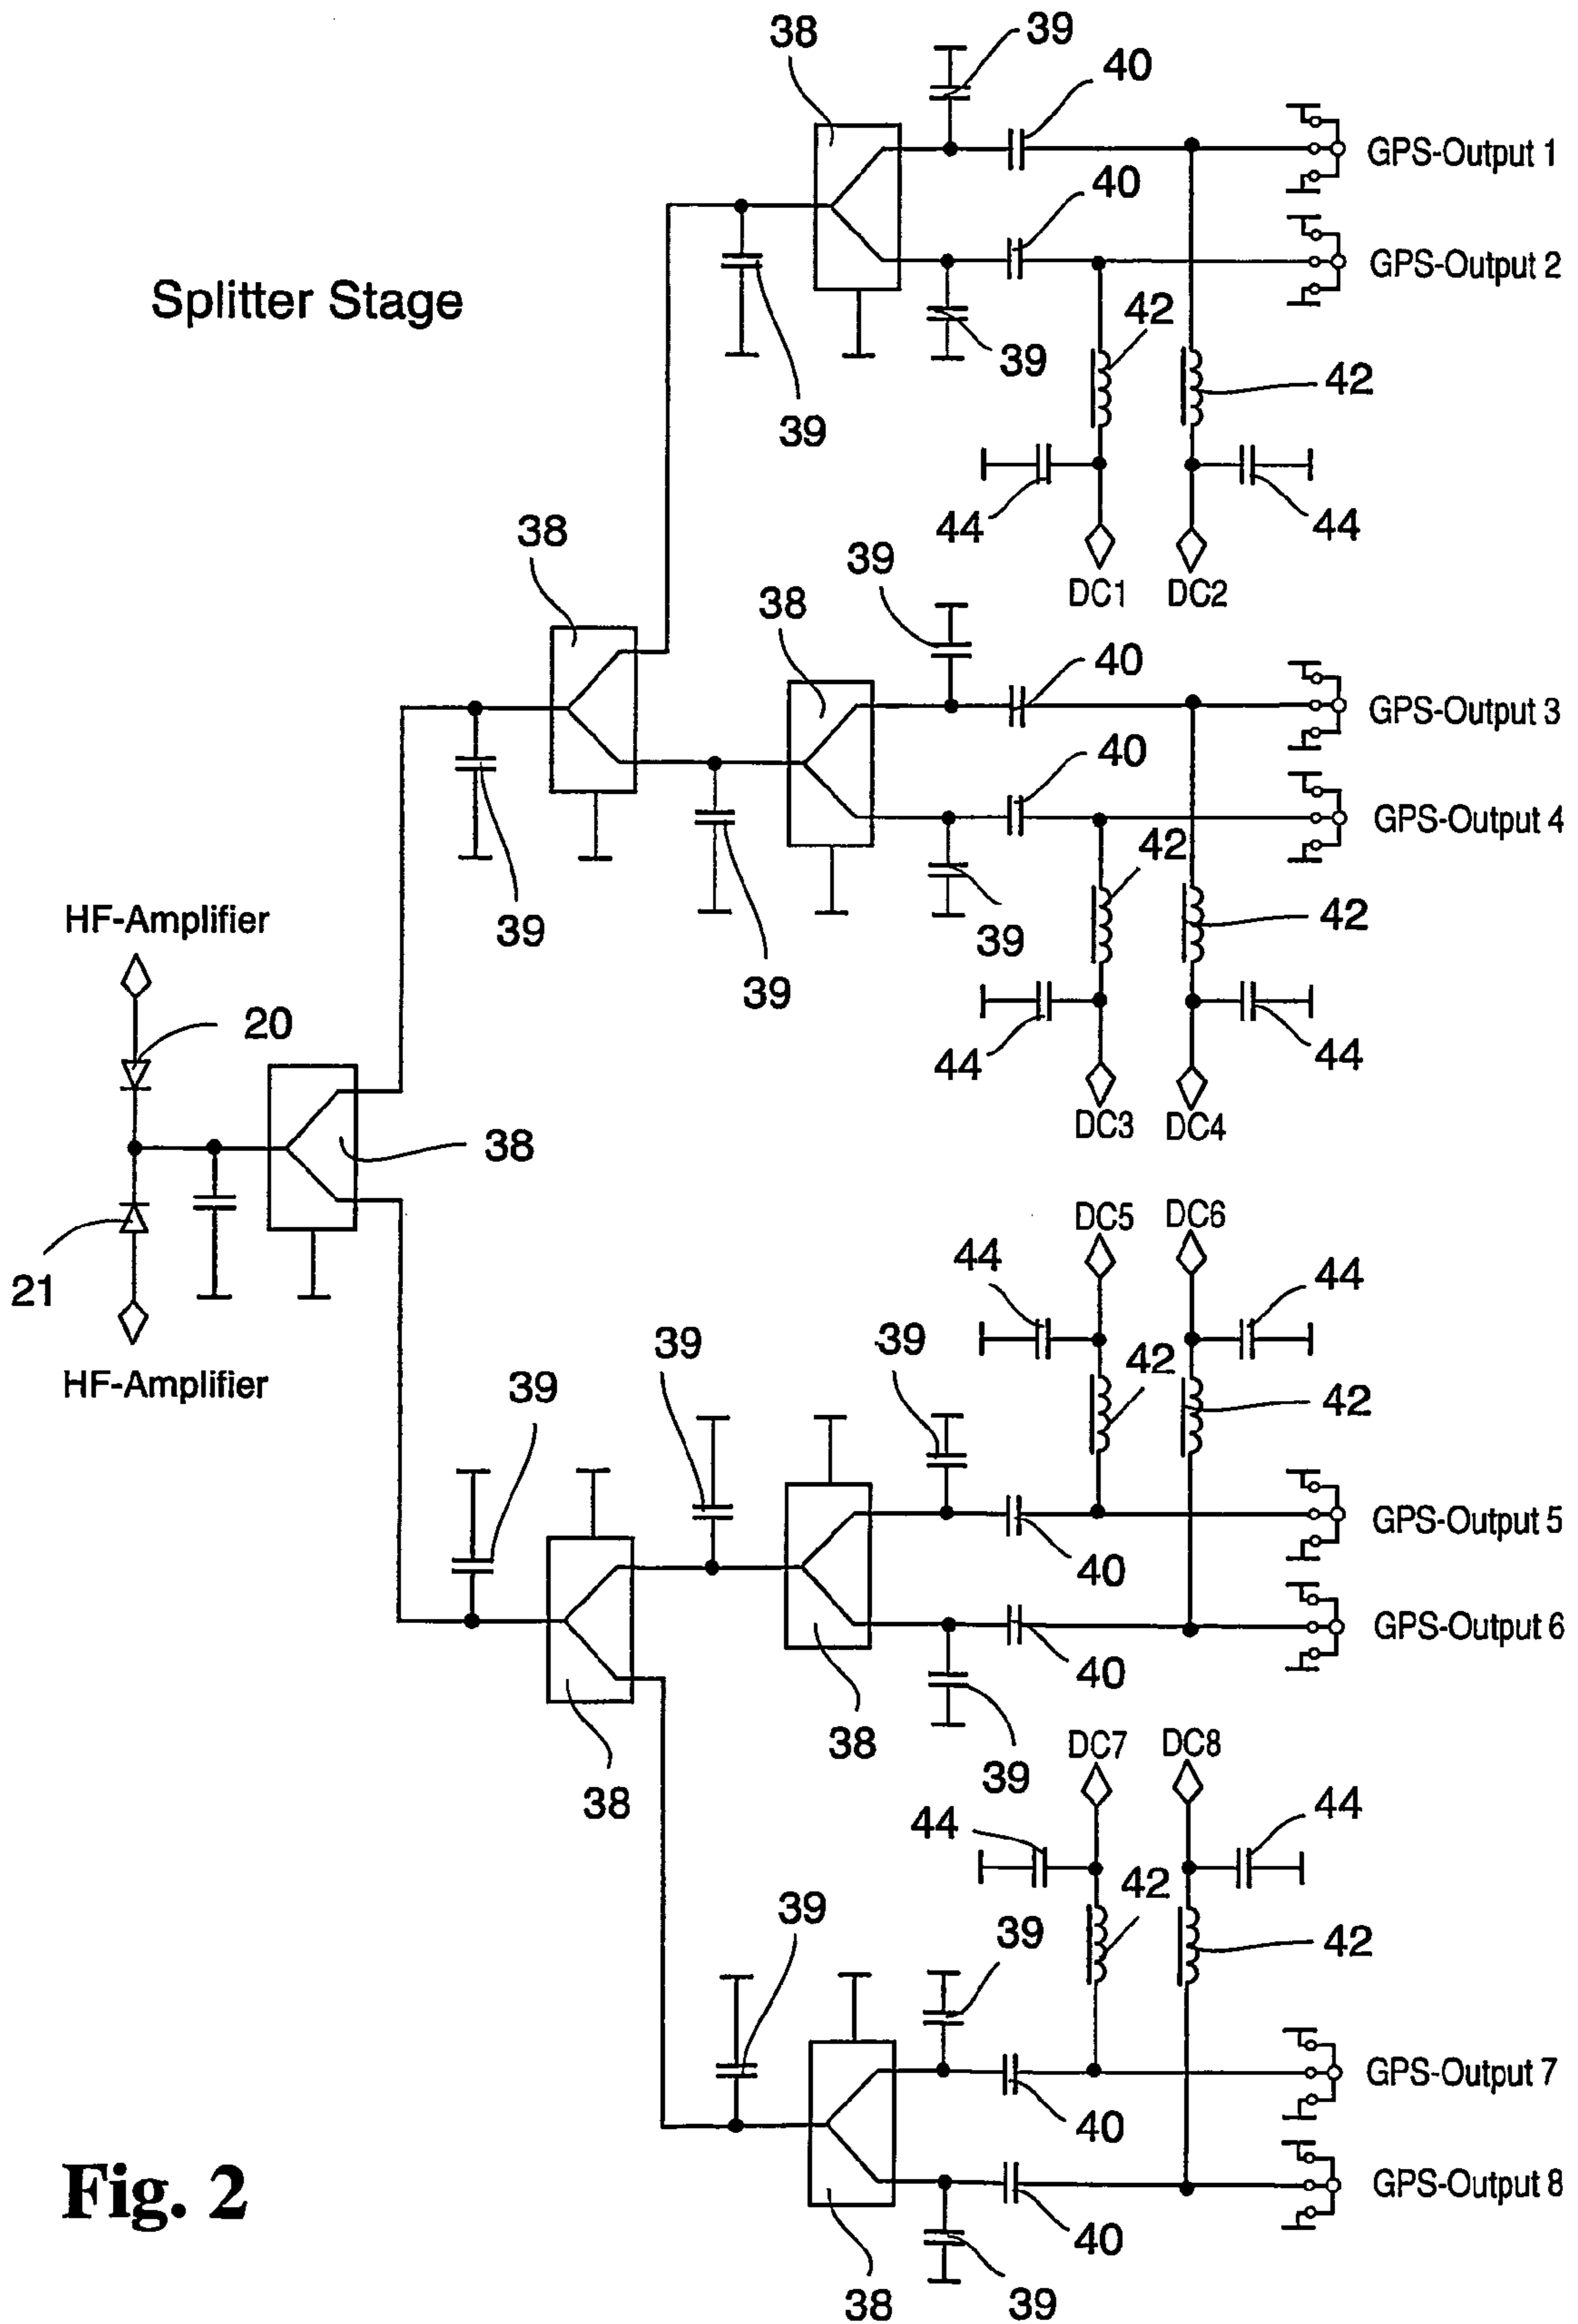 38
39
40
GPS-Output 1
40
GPS-Output 2
Splitter Stage
42
39
42
39
44
44
38
39
DC1
DC2
38
40
GPS-Output 3
40
GPS-Output 4
42
HF-Amplifier
39
39
42
39
20
44
44
DC3
DC4
38
DC5
DC6
44
44
21
39
39
42
HF-Amplifier
39
42
GPS-Output 5
40
GPS-Output 6
40
38
DC7
DC8
39
38
44
44
42
39
39
42
GPS-Output 7
40
Fig. 2
GPS-Output 8
40
38
39